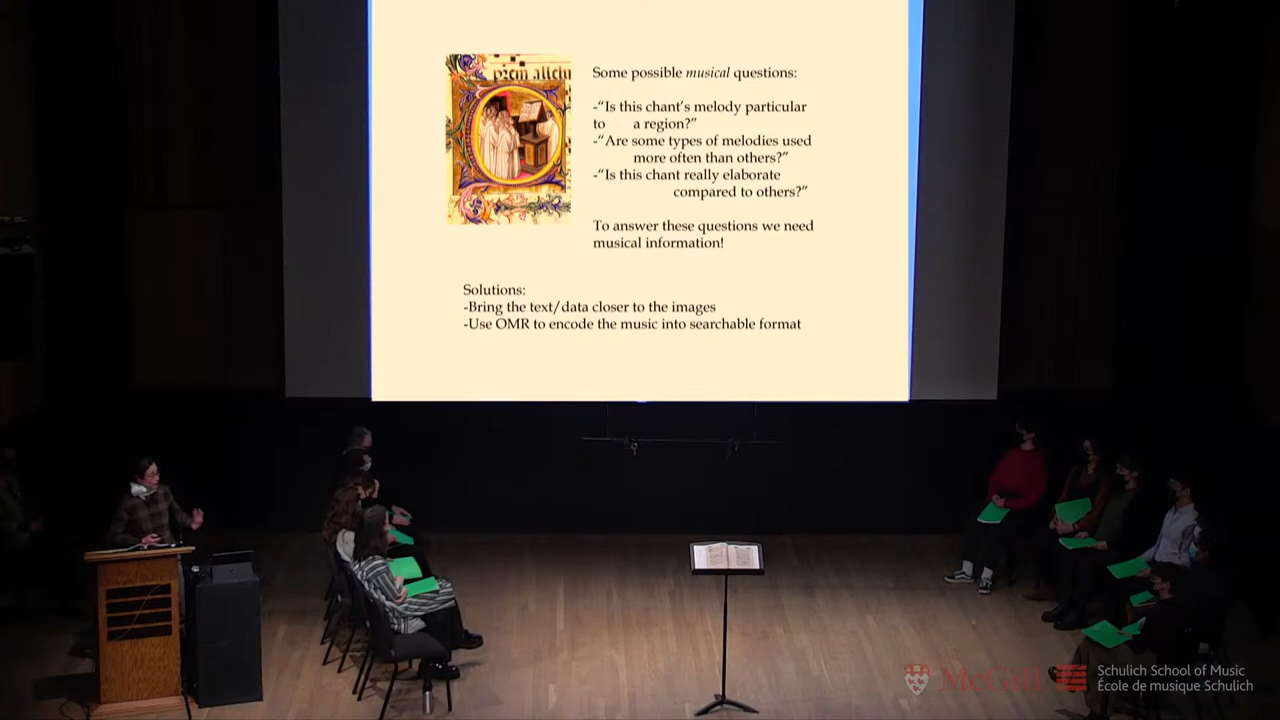 prem alleiu
Some possible musical questions:
-“Is this chant’s melody particular
to a region?”
-“Are some types of melodies used
more often than others?”
-“Is this chant really elaborate
compared to others?”
To answer these questions we need
musical information!
Solutions:
-Bring the text/data closer to the images
-Use OMR to encode the music into searchable format
McGill
Schulich School of Music
École de musique Schulich